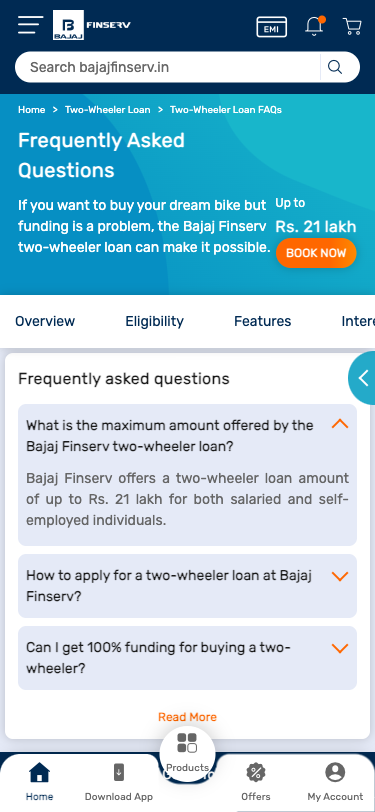 B
BAJAJ
FINSERV
EMI
Search bajajfinserv.in
Home > Two-Wheeler Loan > Two-Wheeler Loan FAQs
Frequently Asked
Questions
If you want to buy your dream bike but
funding is a problem, the Bajaj Finserv
two-wheeler loan can make it possible.
Up to
Rs. 21 lakh
BOOK NOW
Overview Eligibility Features Inter
Frequently asked questions
What is the maximum amount offered by the
Bajaj Finserv two-wheeler loan?
Bajaj Finserv offers a two-wheeler loan amount
of up to Rs. 21 lakh for both salaried and self-
employed individuals.
How to apply for a two-wheeler loan at Bajaj
Finserv?
Can I get 100% funding for buying a two-
wheeler?
Read More
Home Download App Products Offers My Account